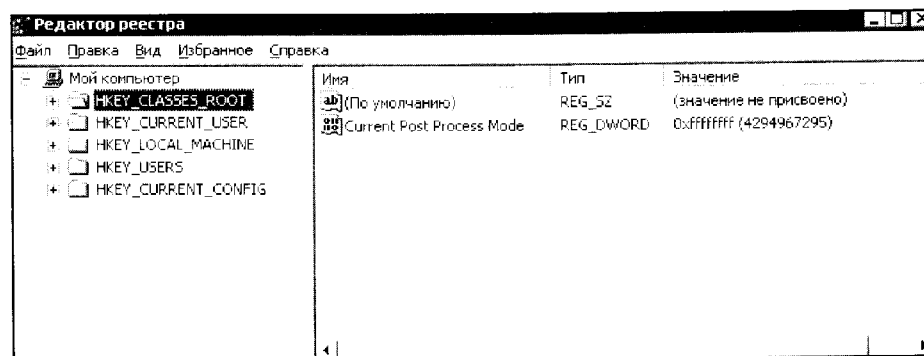 Редактор реестра
Файл Правка Вид Избранное Справка
Мой компьютер
HKEY_CLASSES_ROOT
HKEY_CURRENT_USER
HKEY_LOCAL_MACHINE
HKEY_USERS
HKEY_CURRENT_CONFIG
Имя Тип Значение
(По умолчанию) REG_SZ (значение не присвоено)
Current Post Process Mode REG_DWORD 0xffffffff (4294967295)